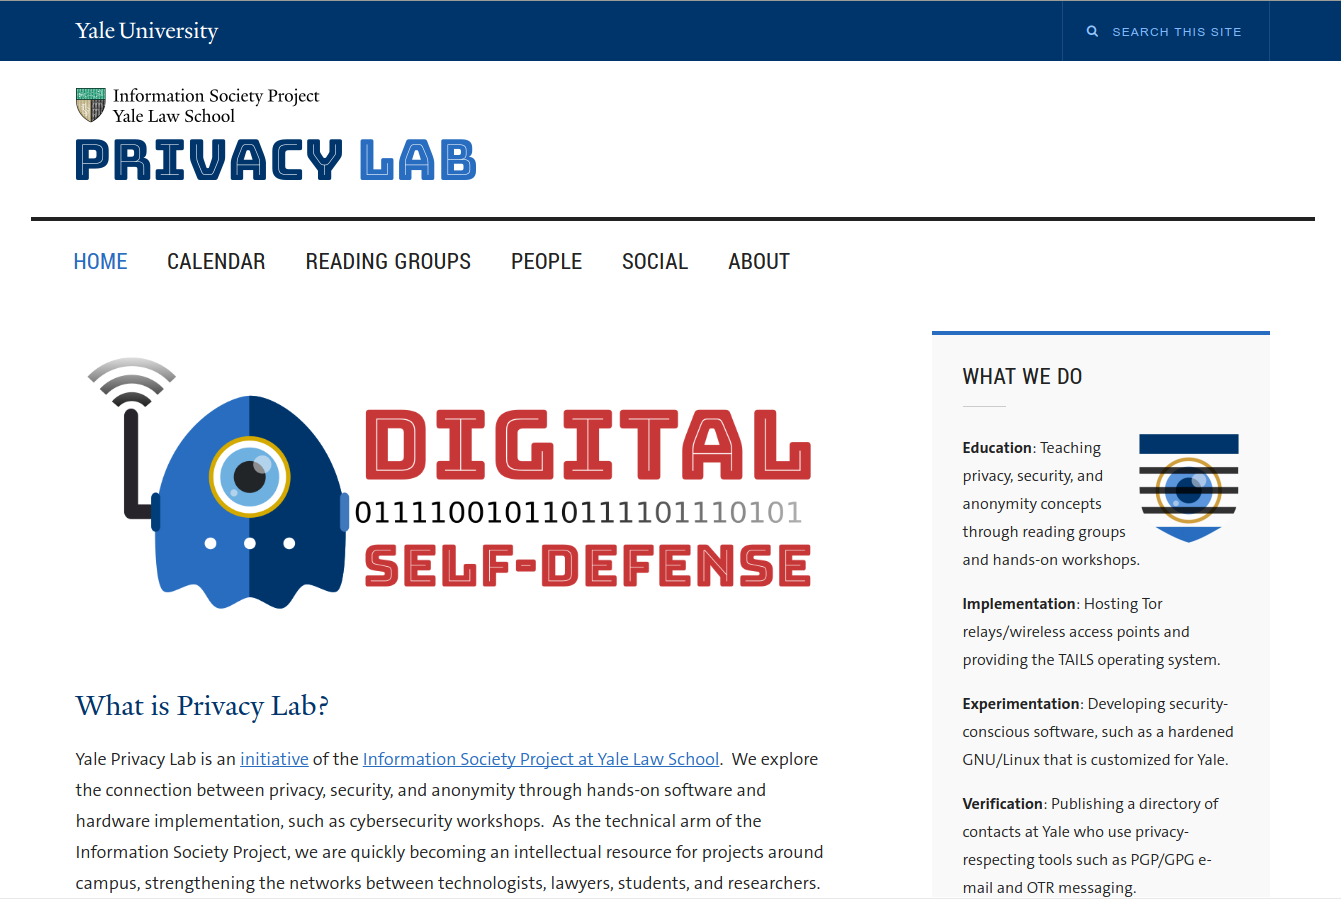 Yale University
SEARCH THIS SITE
Information Society Project
Yale Law School
PRIVACY LAB
HOME CALENDAR READING GROUPS PEOPLE SOCIAL ABOUT
DIGITAL
0111100101101111101110101
SELF-DEFENSE
What is Privacy Lab?
Yale Privacy Lab is an initiative of the Information Society Project at Yale Law School. We explore
the connection between privacy, security, and anonymity through hands-on software and
hardware implementation, such as cybersecurity workshops. As the technical arm of the
Information Society Project, we are quickly becoming an intellectual resource for projects around
campus, strengthening the networks between technologists, lawyers, students, and researchers.
WHAT WE DO
Education: Teaching
privacy, security, and
anonymity concepts
through reading groups
and hands-on workshops.
Implementation: Hosting Tor
relays/wireless access points and
providing the TAILS operating system.
Experimentation: Developing security-
conscious software, such as a hardened
GNU/Linux that is customized for Yale.
Verification: Publishing a directory of
contacts at Yale who use privacy-
respecting tools such as PGP/GPG e-
mail and OTR messaging.